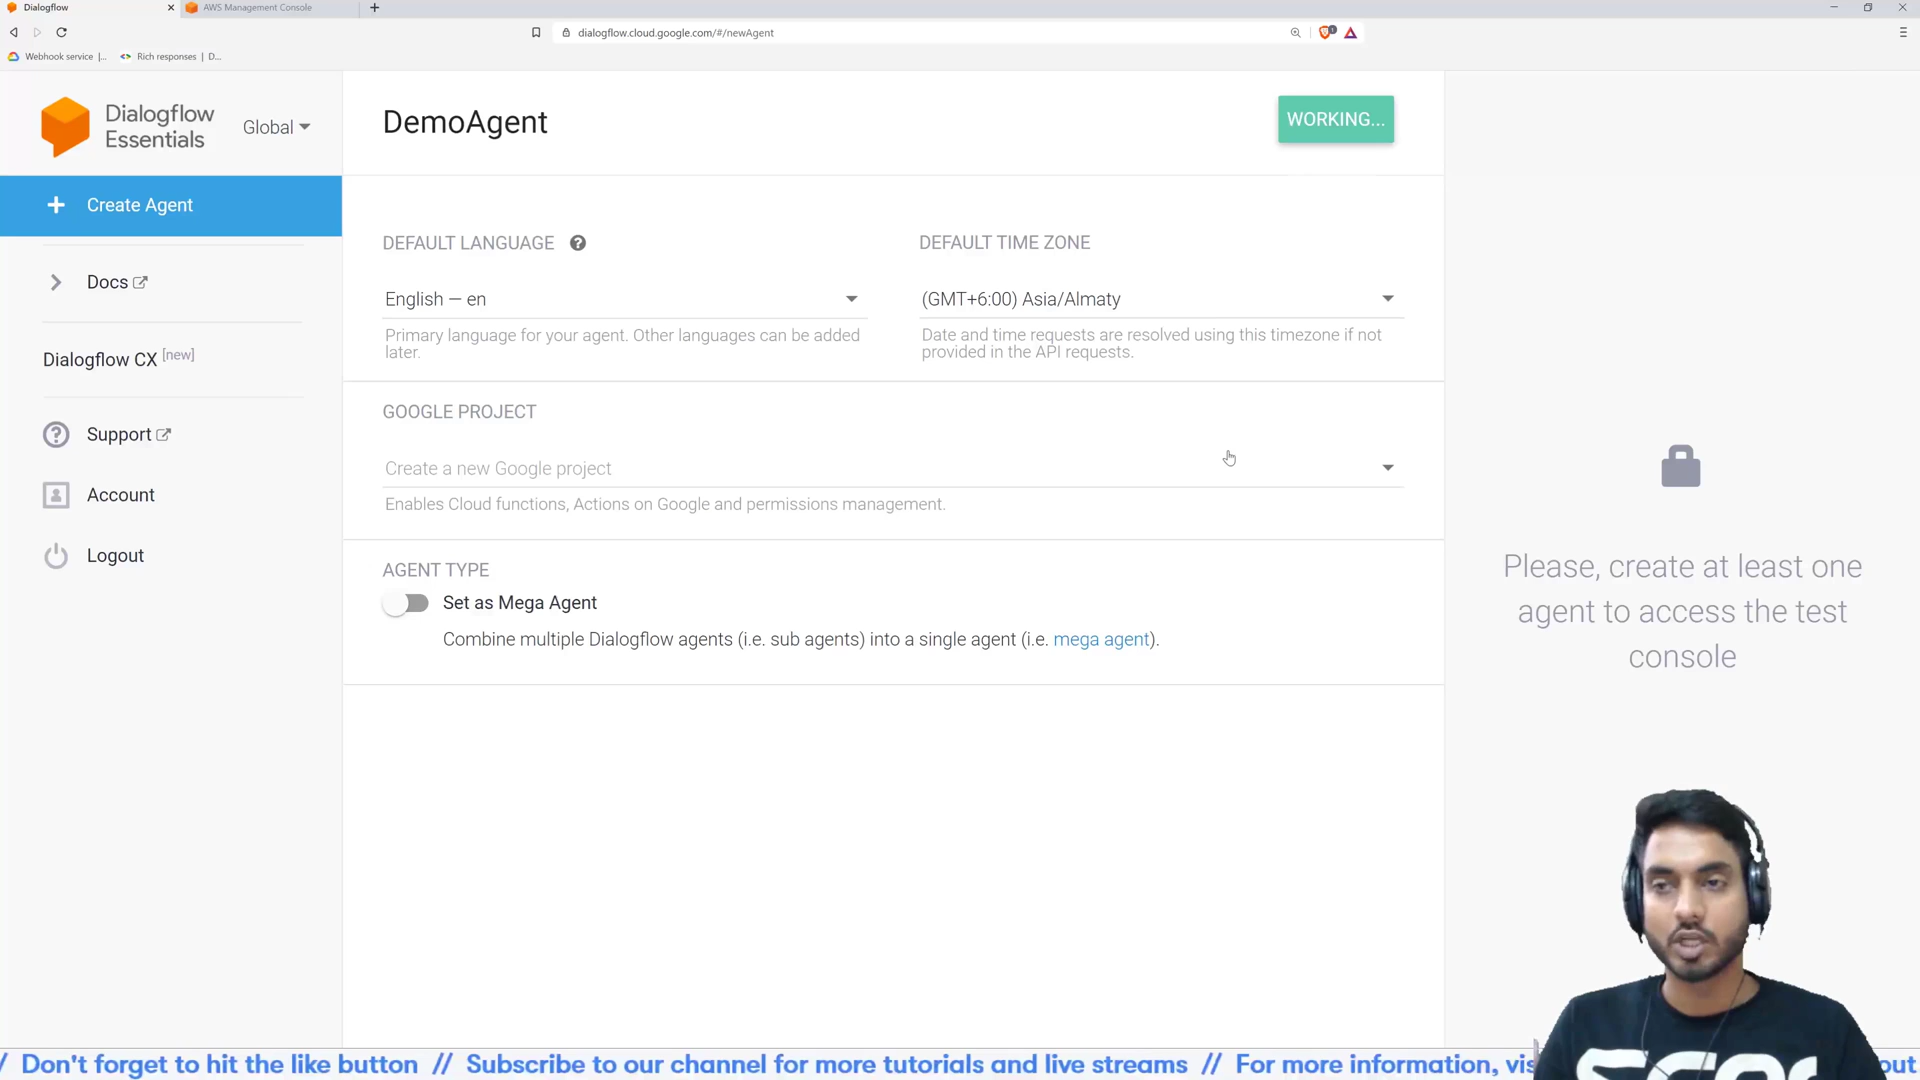 Dialogflow
AWS Management Console
dialogflow.cloud.google.com/#/newAgent
Webhook service |...
Rich responses | D...
Dialogflow
Essentials
Global
Create Agent
Docs
Dialogflow CX [new]
Support
Account
Logout
DemoAgent
WORKING...
DEFAULT LANGUAGE
English — en
Primary language for your agent. Other languages can be added
later.
DEFAULT TIME ZONE
(GMT+6:00) Asia/Almaty
Date and time requests are resolved using this timezone if not
provided in the API requests.
GOOGLE PROJECT
Create a new Google project
Enables Cloud functions, Actions on Google and permissions management.
AGENT TYPE
Set as Mega Agent
Combine multiple Dialogflow agents (i.e. sub agents) into a single agent (i.e. mega agent).
Please, create at least one
agent to access the test
console
// Don't forget to hit the like button // Subscribe to our channel for more tutorials and live streams // For more information, vis out